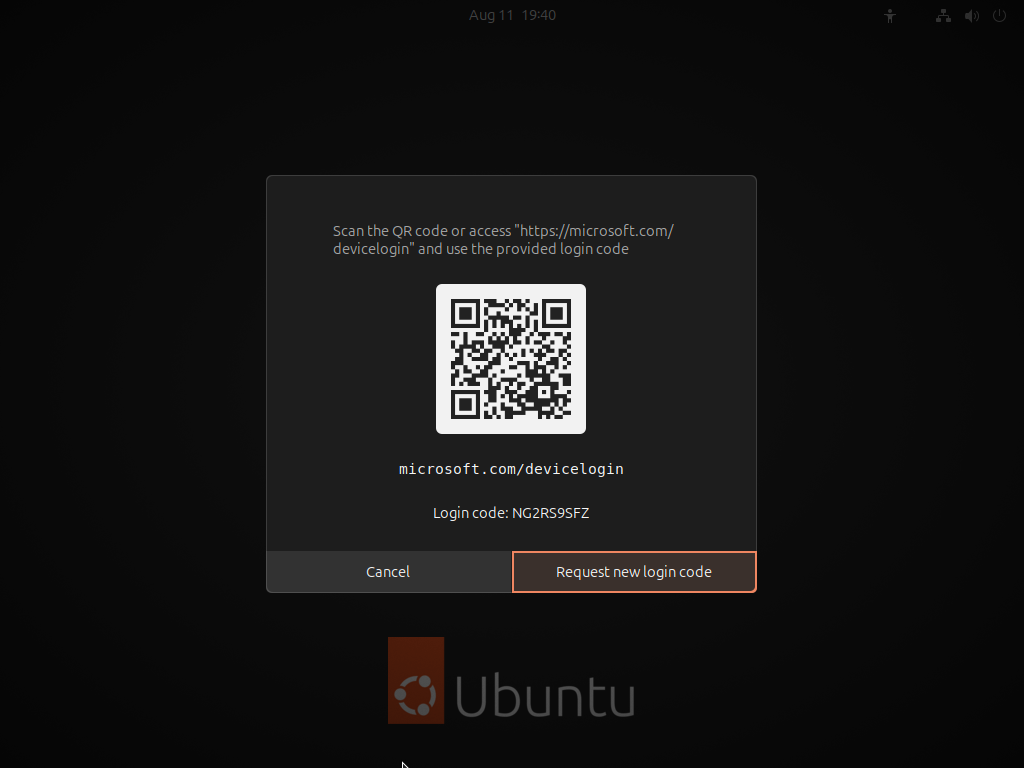 Aug 11 19:40
Scan the QR code or access "https://microsoft.com/
devicelogin" and use the provided login code
microsoft.com/devicelogin
Login code: NG2RS9SFZ
Cancel
Request new login code
Ubuntu